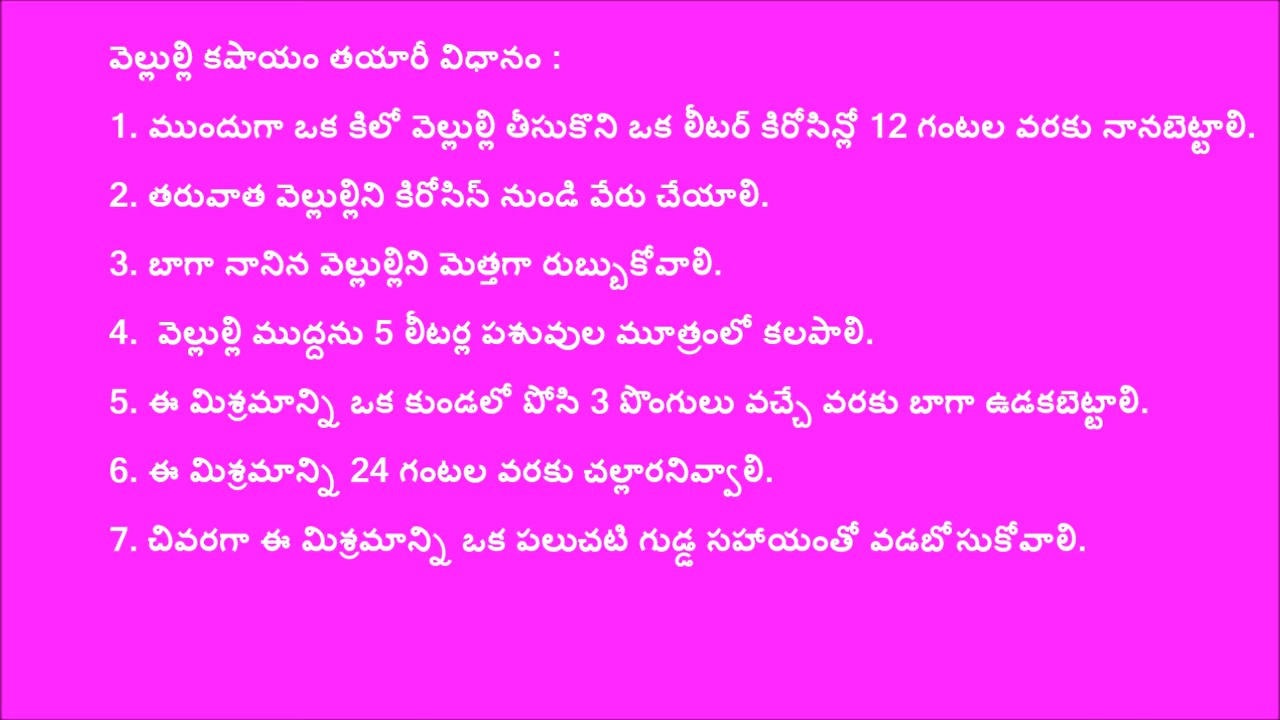 వెల్లుల్లి కషాయం తయారీ విధానం :
1. ముందుగా ఒక కిలో వెల్లుల్లి తీసుకొని ఒక లీటర్ కిరోసిన్లో 12 గంటల వరకు నానబెట్టాలి.
2. తరువాత వెల్లుల్లిని కిరోసిస్ నుండి వేరు చేయాలి.
3. బాగా నానిన వెల్లుల్లిని మెత్తగా రుబ్బుకోవాలి.
4.  వెల్లుల్లి ముద్దను 5 లీటర్ల పశువుల మూత్రంలో కలపాలి.
5. ఈ మిశ్రమాన్ని ఒక కుండలో పోసి 3 పొంగులు వచ్చే వరకు బాగా ఉడకబెట్టాలి.
6. ఈ మిశ్రమాన్ని 24 గంటల వరకు చల్లారనివ్వాలి.
7. చివరగా ఈ మిశ్రమాన్ని ఒక పలుచటి గుడ్డ సహాయంతో వడబోసుకోవాలి.